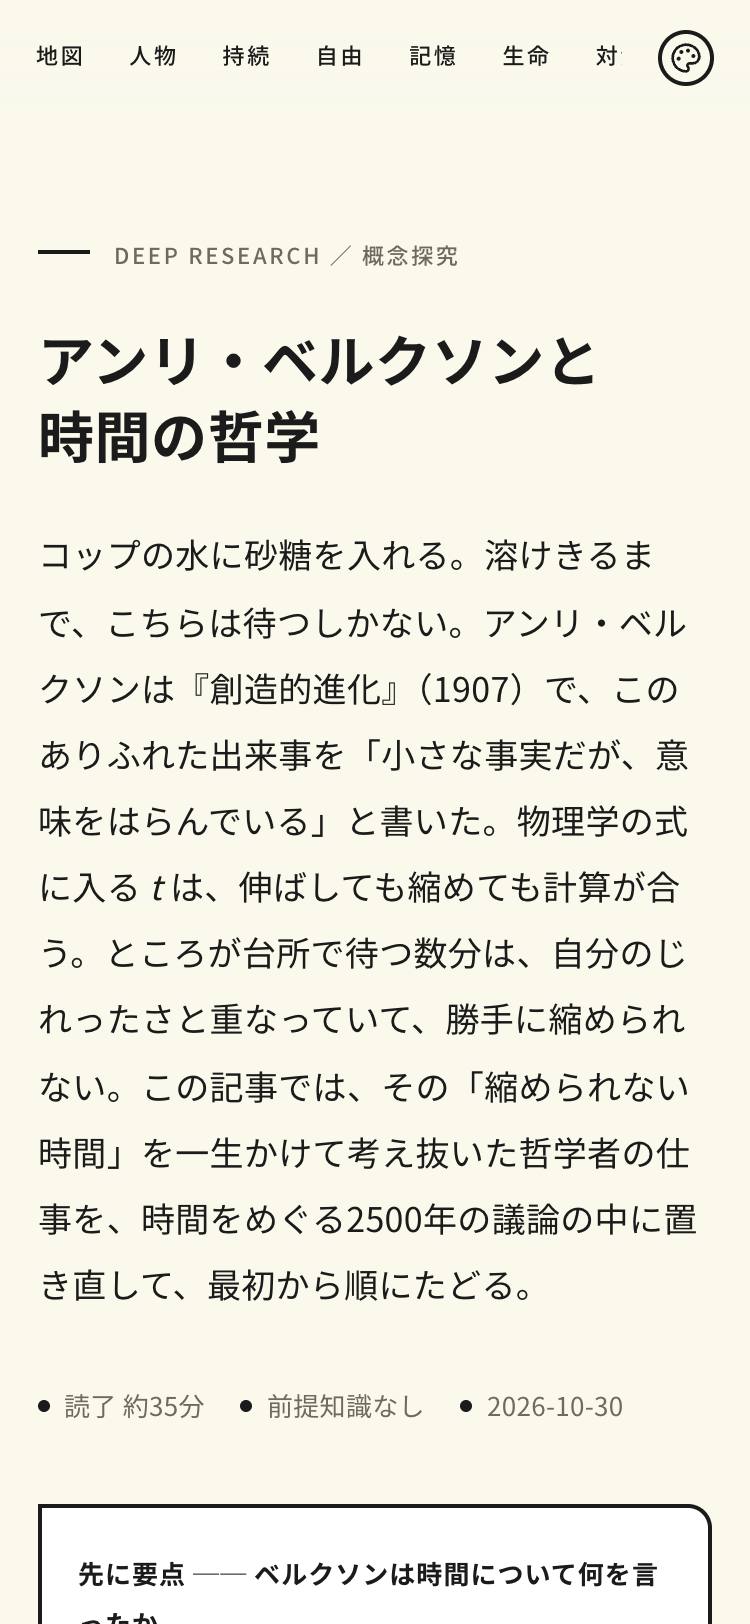 地図 人物 持続 自由 記憶 生命
DEEP RESEARCH ／ 概念探究
アンリ・ベルクソンと
時間の哲学
コップの水に砂糖を入れる。溶けきるま
で、こちらは待つしかない。アンリ・ベル
クソンは『創造的進化』（1907）で、この
ありふれた出来事を「小さな事実だが、意
味をはらんでいる」と書いた。物理学の式
に入る t は、伸ばしても縮めても計算が合
う。ところが台所で待つ数分は、自分のじ
れったさと重なっていて、勝手に縮められ
ない。この記事では、その「縮められない
時間」を一生かけて考え抜いた哲学者の仕
事を、時間をめぐる2500年の議論の中に置
き直して、最初から順にたどる。
読了 約35分 前提知識なし 2026-10-30
先に要点 ── ベルクソンは時間について何を言
ったか